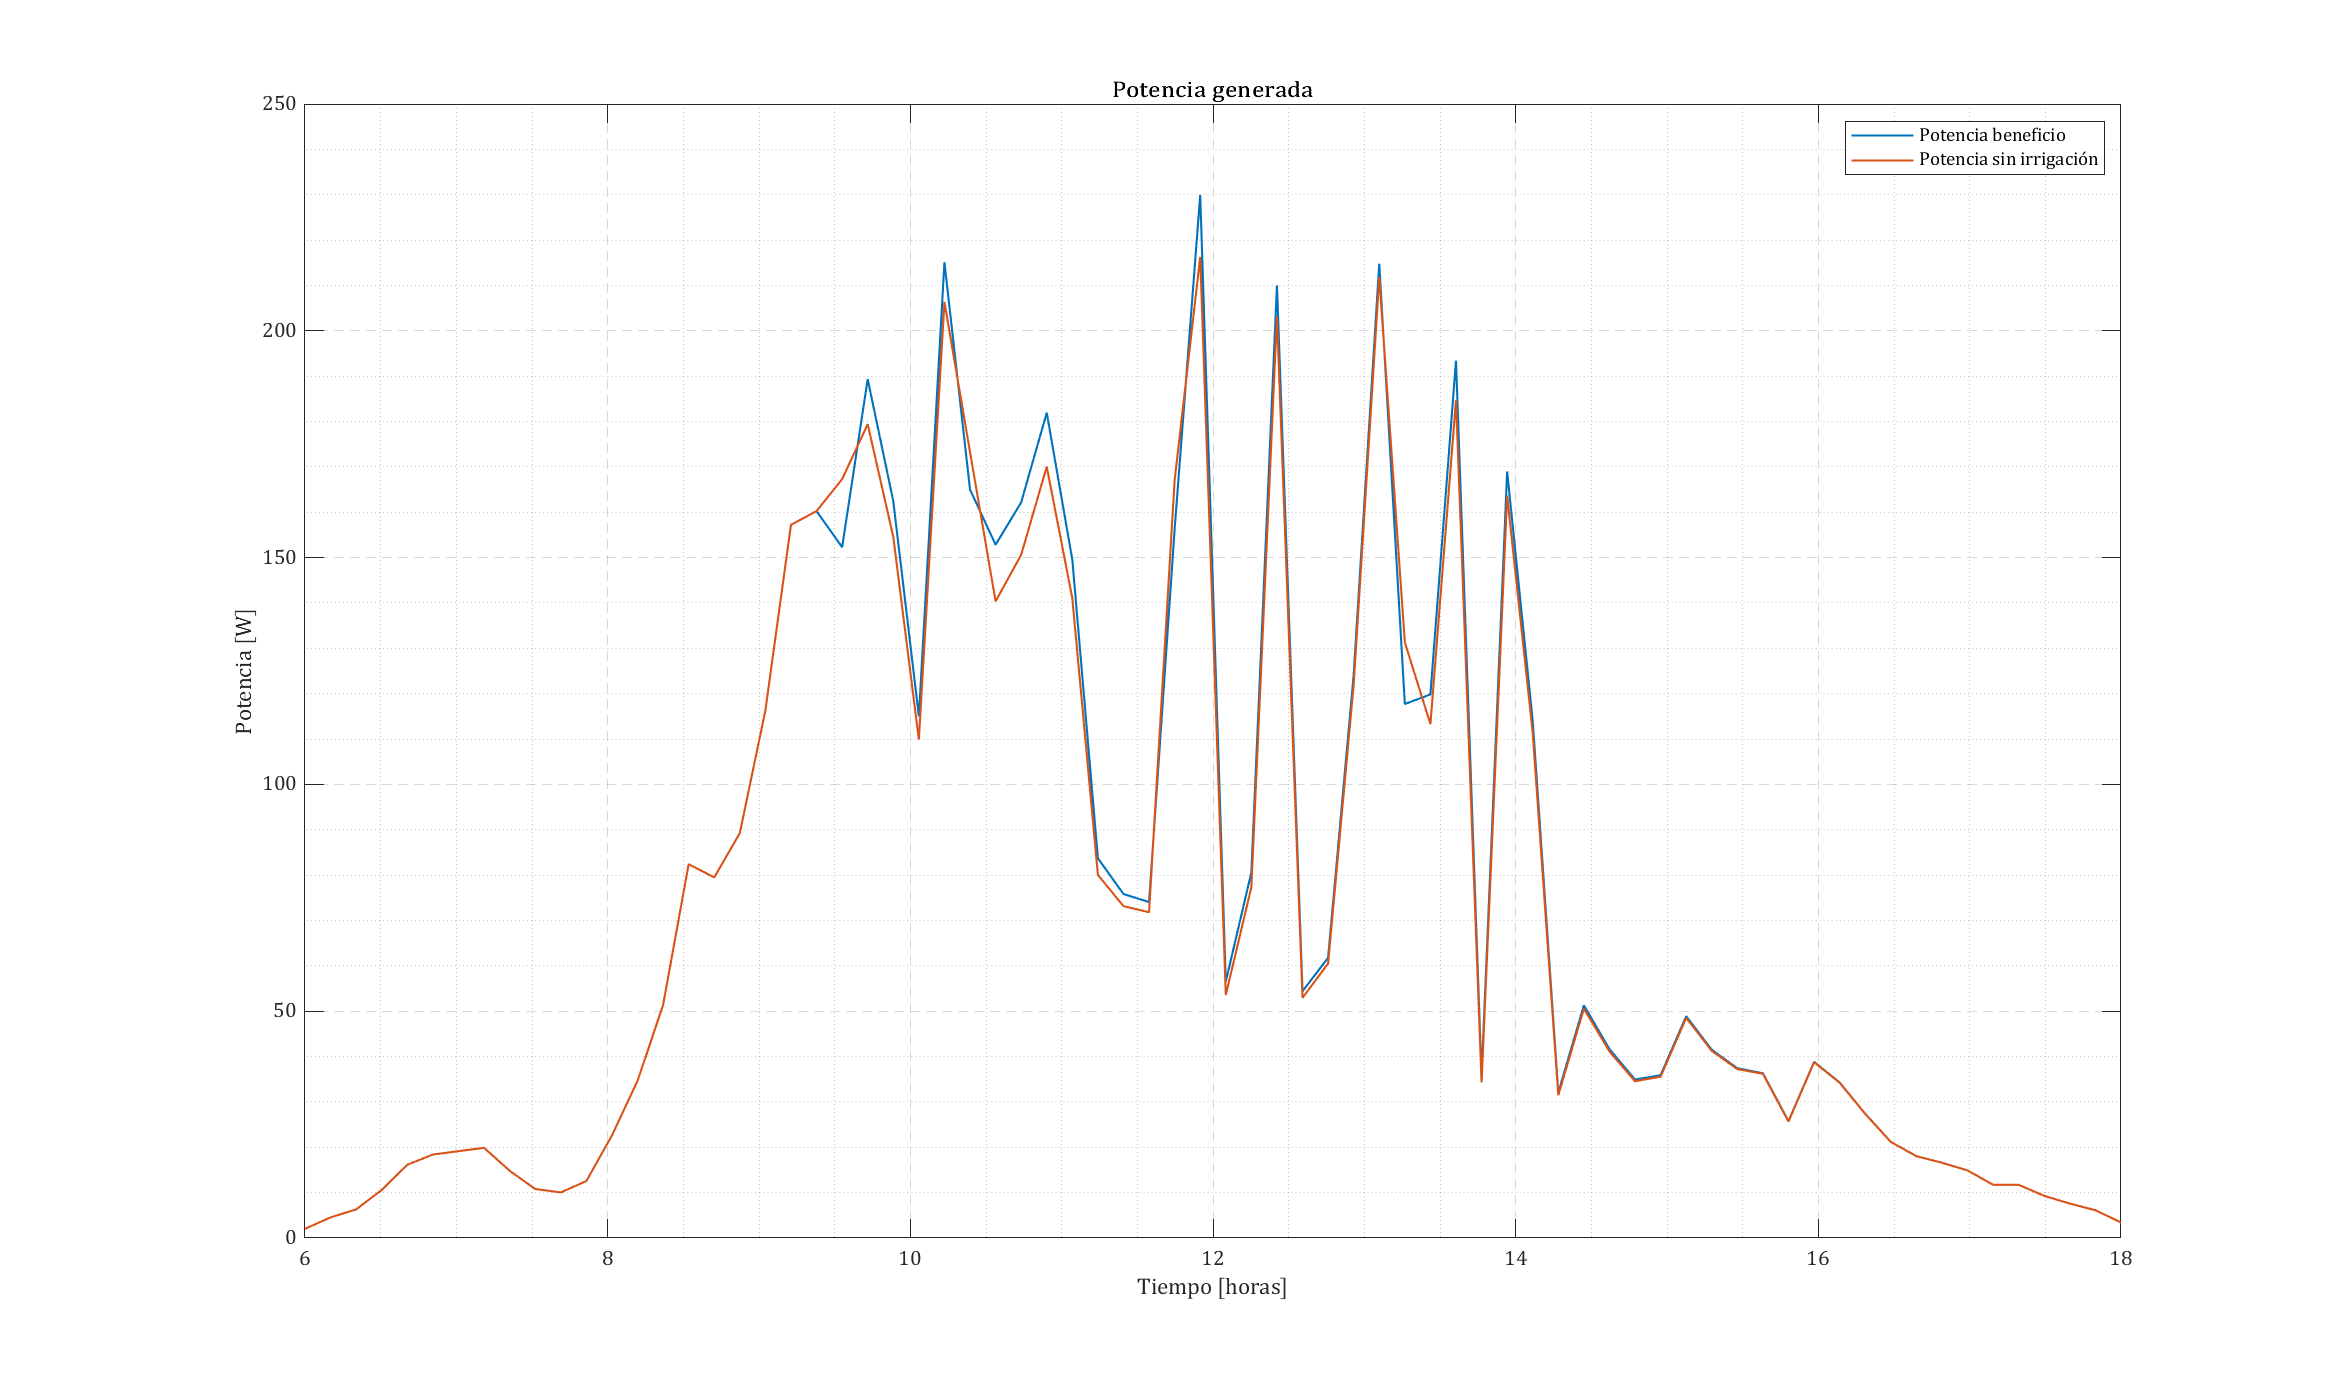 Potencia generada
250
200
150
100
50
0
Potencia [W]
Potencia beneficio
Potencia sin irrigación
6 8 10 12 14 16 18
Tiempo [horas]